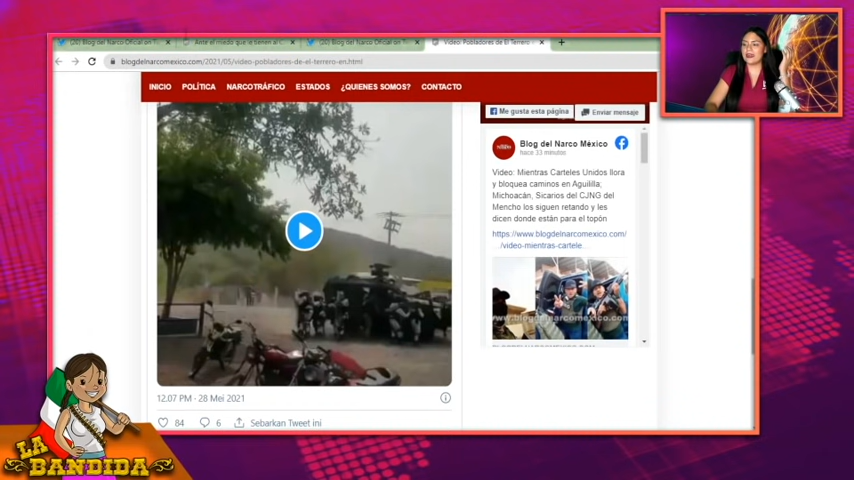 (20) Blog del Narco Oficial en T
Ante el miedo que le tienen al C
(20) Blog del Narco Oficial en T
Video: Pobladores de El Terrero
blogdelnarcomexico.com/2021/05/video-pobladores-de-el-terrero-en.html
INICIO POLÍTICA NARCOTRÁFICO ESTADOS ¿QUIENES SOMOS? CONTACTO
Me gusta esta página
Enviar mensaje
Blog del Narco México
hace 33 minutos
Video: Mientras Carteles Unidos llora
y bloquea caminos en Aguililla;
Michoacán, Sicarios del CJNG del
Mencho los siguen retando y les
dicen donde están para el topón
https://www.blogdelnarcomexico.com/
.../video-mientras-cartele...
www.blogdelnarcomexico.com
12.07 PM · 28 Mei 2021
84 6 Sebarkan Tweet ini
LA
BANDIDA